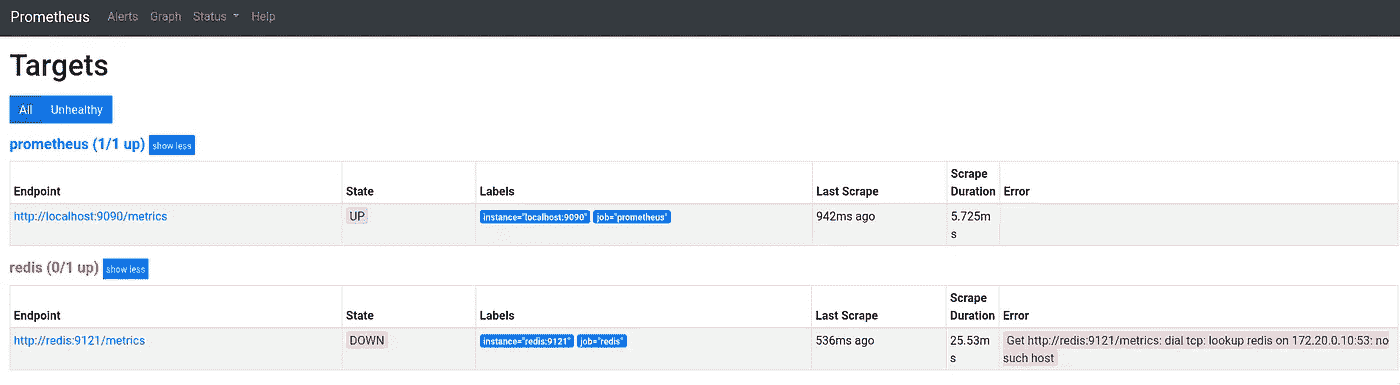 Prometheus Alerts Graph Status Help
Targets
All Unhealthy
prometheus (1/1 up) show less
Scrape
Endpoint State Labels Last Scrape Duration Error
http://localhost:9090/metrics UP instance="localhost:9090" job="prometheus" 942ms ago 5.725m
s
redis (0/1 up) show less
Scrape
Endpoint State Labels Last Scrape Duration Error
http://redis:9121/metrics DOWN instance="redis:9121" job="redis" 536ms ago 25.53m Get http://redis:9121/metrics: dial tcp: lookup redis on 172.20.0.10:53: no
s such host